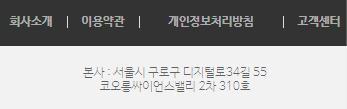 회사소개 | 이용약관 | 개인정보처리방침 | 고객센터
본사 : 서울시 구로구 디지털로34길 55
코오롱싸이언스밸리 2차 310호